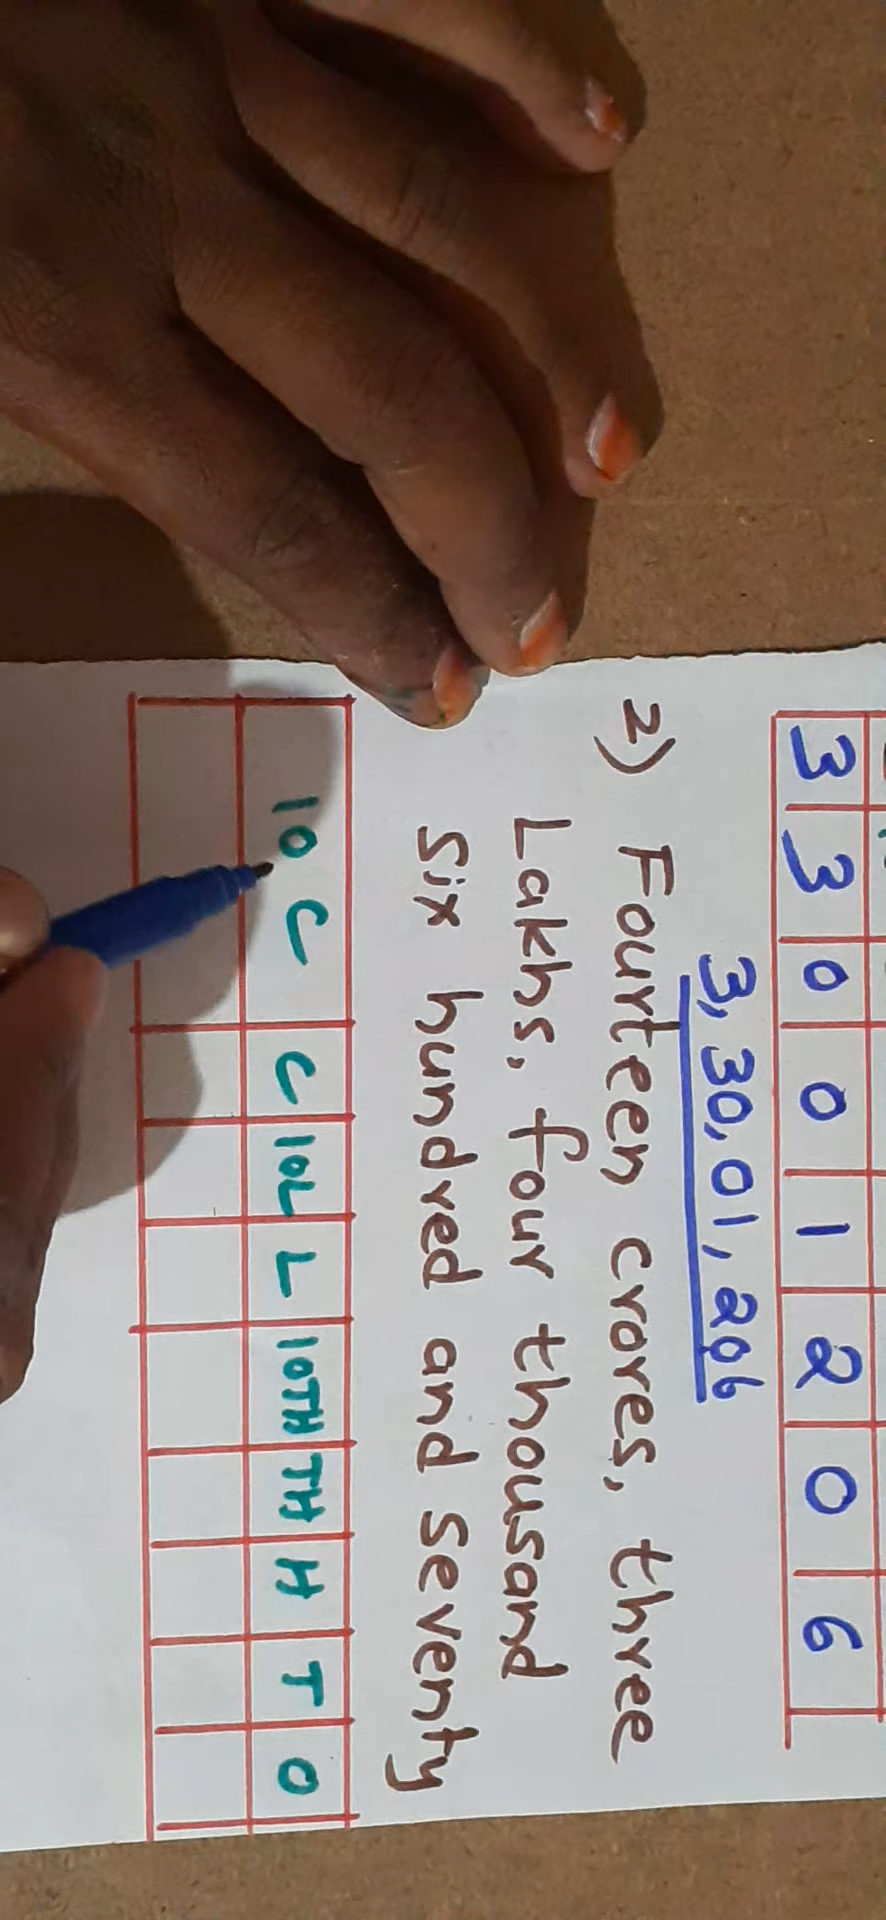 3 3 0 0 1 2 0 6
3,30,01,206
2) Fourteen crores, three
Lakhs, four thousand
Six hundred and seventy
10 C C 10L L 10TH TH H T O